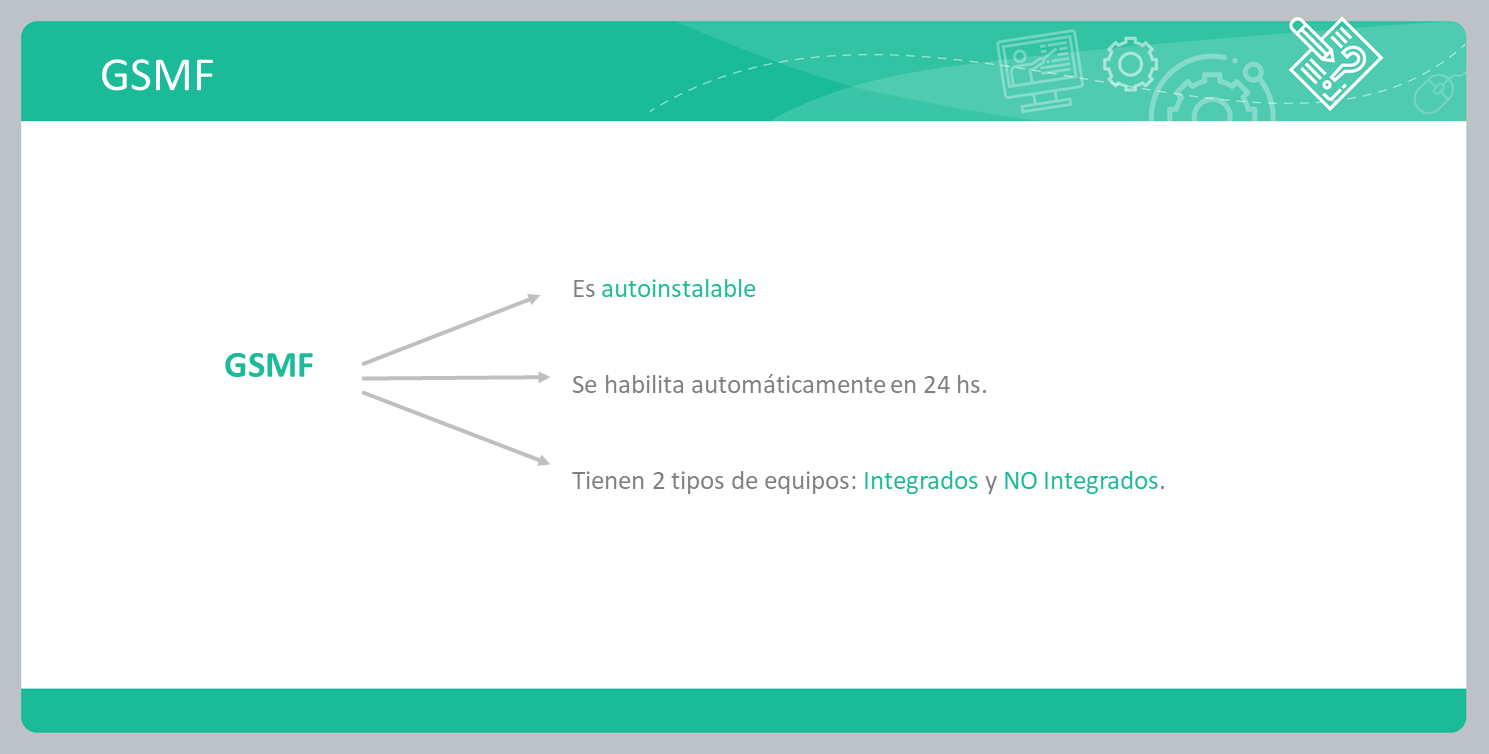 GSMF
Es autoinstalable
GSMF
Se habilita automáticamente en 24 hs.
Tienen 2 tipos de equipos: Integrados y NO Integrados.